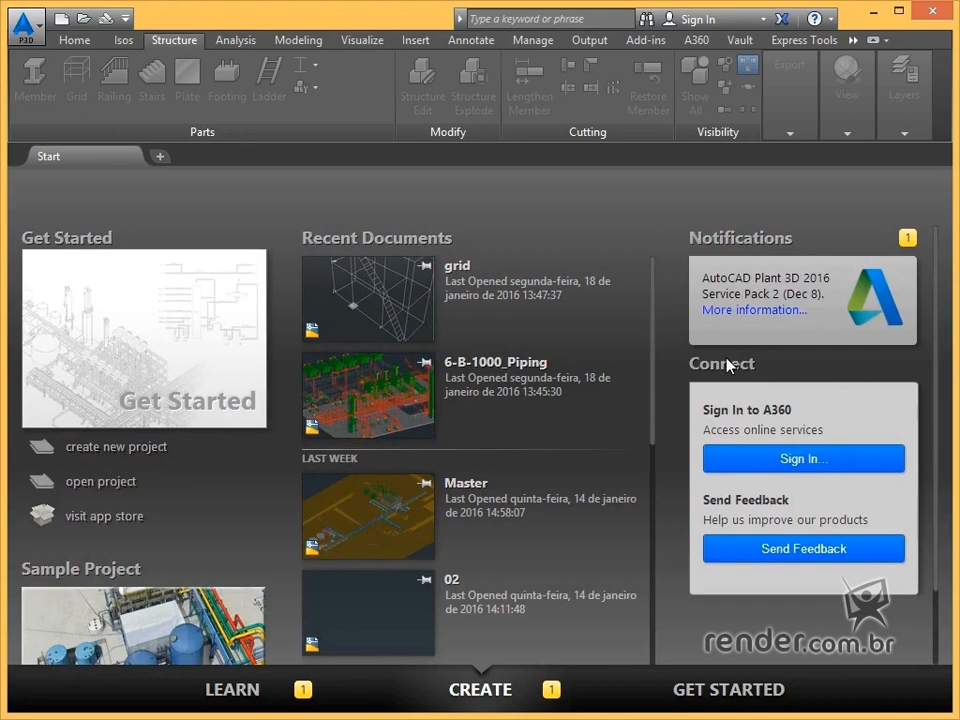 P3D
Type a keyword or phrase
Sign In
Home Isos Structure Analysis Modeling Visualize Insert Annotate Manage Output Add-ins A360 Vault Express Tools
Member Grid Railing Stairs Plate Footing Ladder
Structure Edit
Structure Explode
Lengthen Member
Restore Member
Show All
Export
View
Layers
Parts Modify Cutting Visibility
Start
Get Started
Get Started
create new project
open project
visit app store
Sample Project
Recent Documents
grid
Last Opened segunda-feira, 18 de
janeiro de 2016 13:47:37
6-B-1000_Piping
Last Opened segunda-feira, 18 de
janeiro de 2016 13:45:30
LAST WEEK
Master
Last Opened quinta-feira, 14 de janeiro
de 2016 14:58:07
02
Last Opened quinta-feira, 14 de janeiro
de 2016 14:11:48
Notifications 1
AutoCAD Plant 3D 2016
Service Pack 2 (Dec 8).
More information...
Connect
Sign In to A360
Access online services
Sign In...
Send Feedback
Help us improve our products
Send Feedback
render.com.br
LEARN 1 CREATE 1 GET STARTED